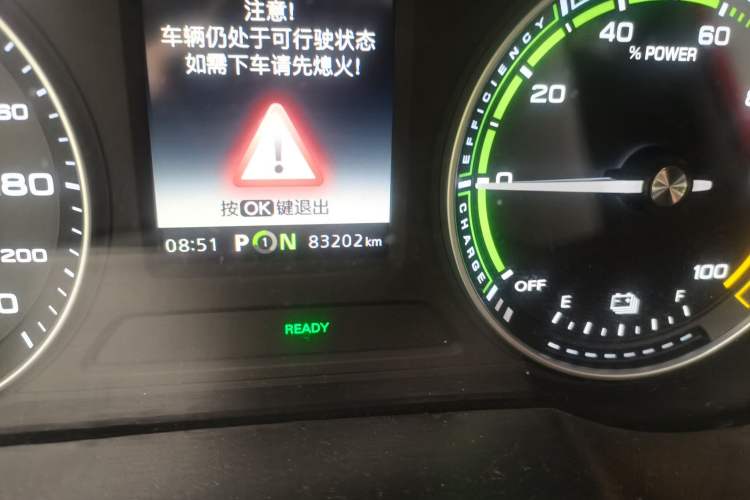 注意!
车辆仍处于可行驶状态
如需下车请先熄火!
按OK键退出
08:51 P 1 N 83202km
READY
60
80
200
0
EFFICIENCY
CHARGE
OFF
0
20
40
60
% POWER
100
E
F